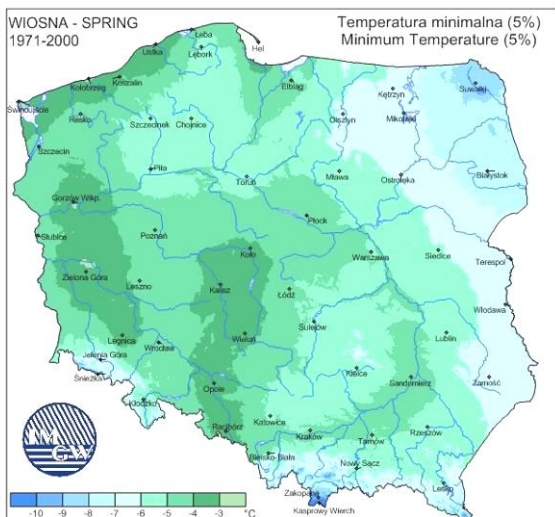 WIOSNA - SPRING
1971-2000
Temperatura minimalna (5%)
Minimum Temperature (5%)
Łeba
Hel
Ustka
Lębork
Kołobrzeg
Koszalin
Elbląg
Kętrzyn
Suwałki
Świnoujście
Resko
Szczecinek
Chojnice
Olsztyn
Mikołajki
Szczecin
Piła
Toruń
Mława
Ostrołęka
Białystok
Gorzów Wlkp.
Płock
Słubice
Poznań
Koło
Warszawa
Siedlce
Terespol
Zielona Góra
Leszno
Kalisz
Łódź
Włodawa
Legnica
Wieluń
Sulejów
Lublin
Jelenia Góra
Wrocław
Śnieżka
Opole
Kielce
Sandomierz
Zamość
Kłodzko
Racibórz
Katowice
Kraków
Tarnów
Rzeszów
Bielsko-Biała
Nowy Sącz
Lesko
Zakopane
Kasprowy Wierch
IM
GW
-10 -9 -8 -7 -6 -5 -4 -3 °C